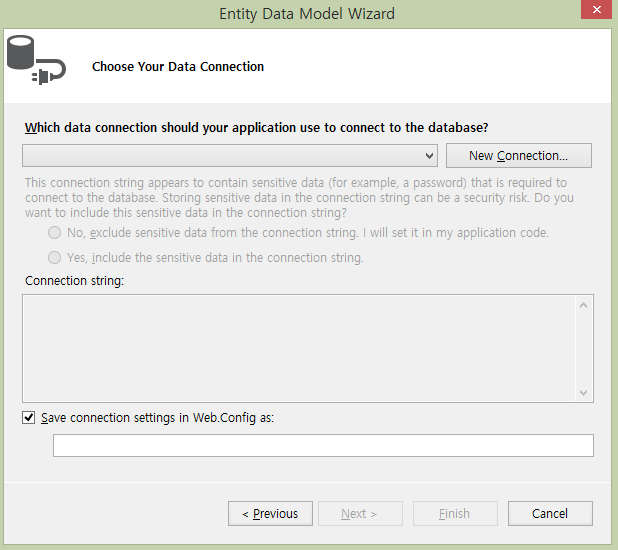 Entity Data Model Wizard
Choose Your Data Connection
Which data connection should your application use to connect to the database?
New Connection...
This connection string appears to contain sensitive data (for example, a password) that is required to
connect to the database. Storing sensitive data in the connection string can be a security risk. Do you
want to include this sensitive data in the connection string?
No, exclude sensitive data from the connection string. I will set it in my application code.
Yes, include the sensitive data in the connection string.
Connection string:
Save connection settings in Web.Config as:
< Previous
Next >
Finish
Cancel